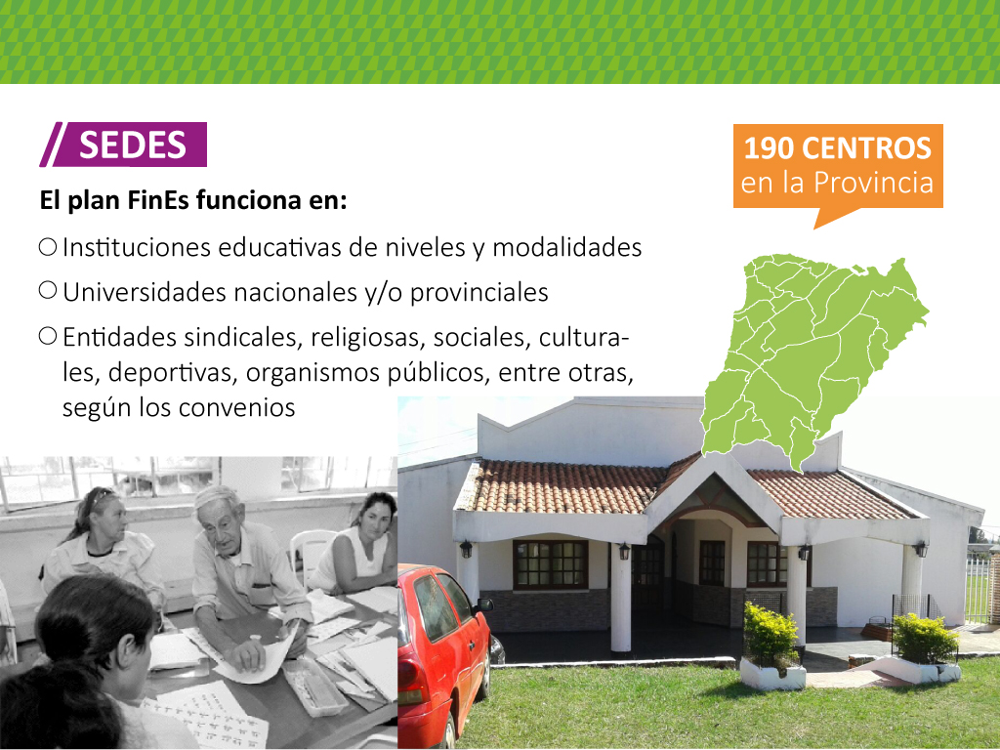 SEDES
190 CENTROS
en la Provincia
El plan FinEs funciona en:
Instituciones educativas de niveles y modalidades
Universidades nacionales y/o provinciales
Entidades sindicales, religiosas, sociales, cultura-
les, deportivas, organismos públicos, entre otras,
según los convenios